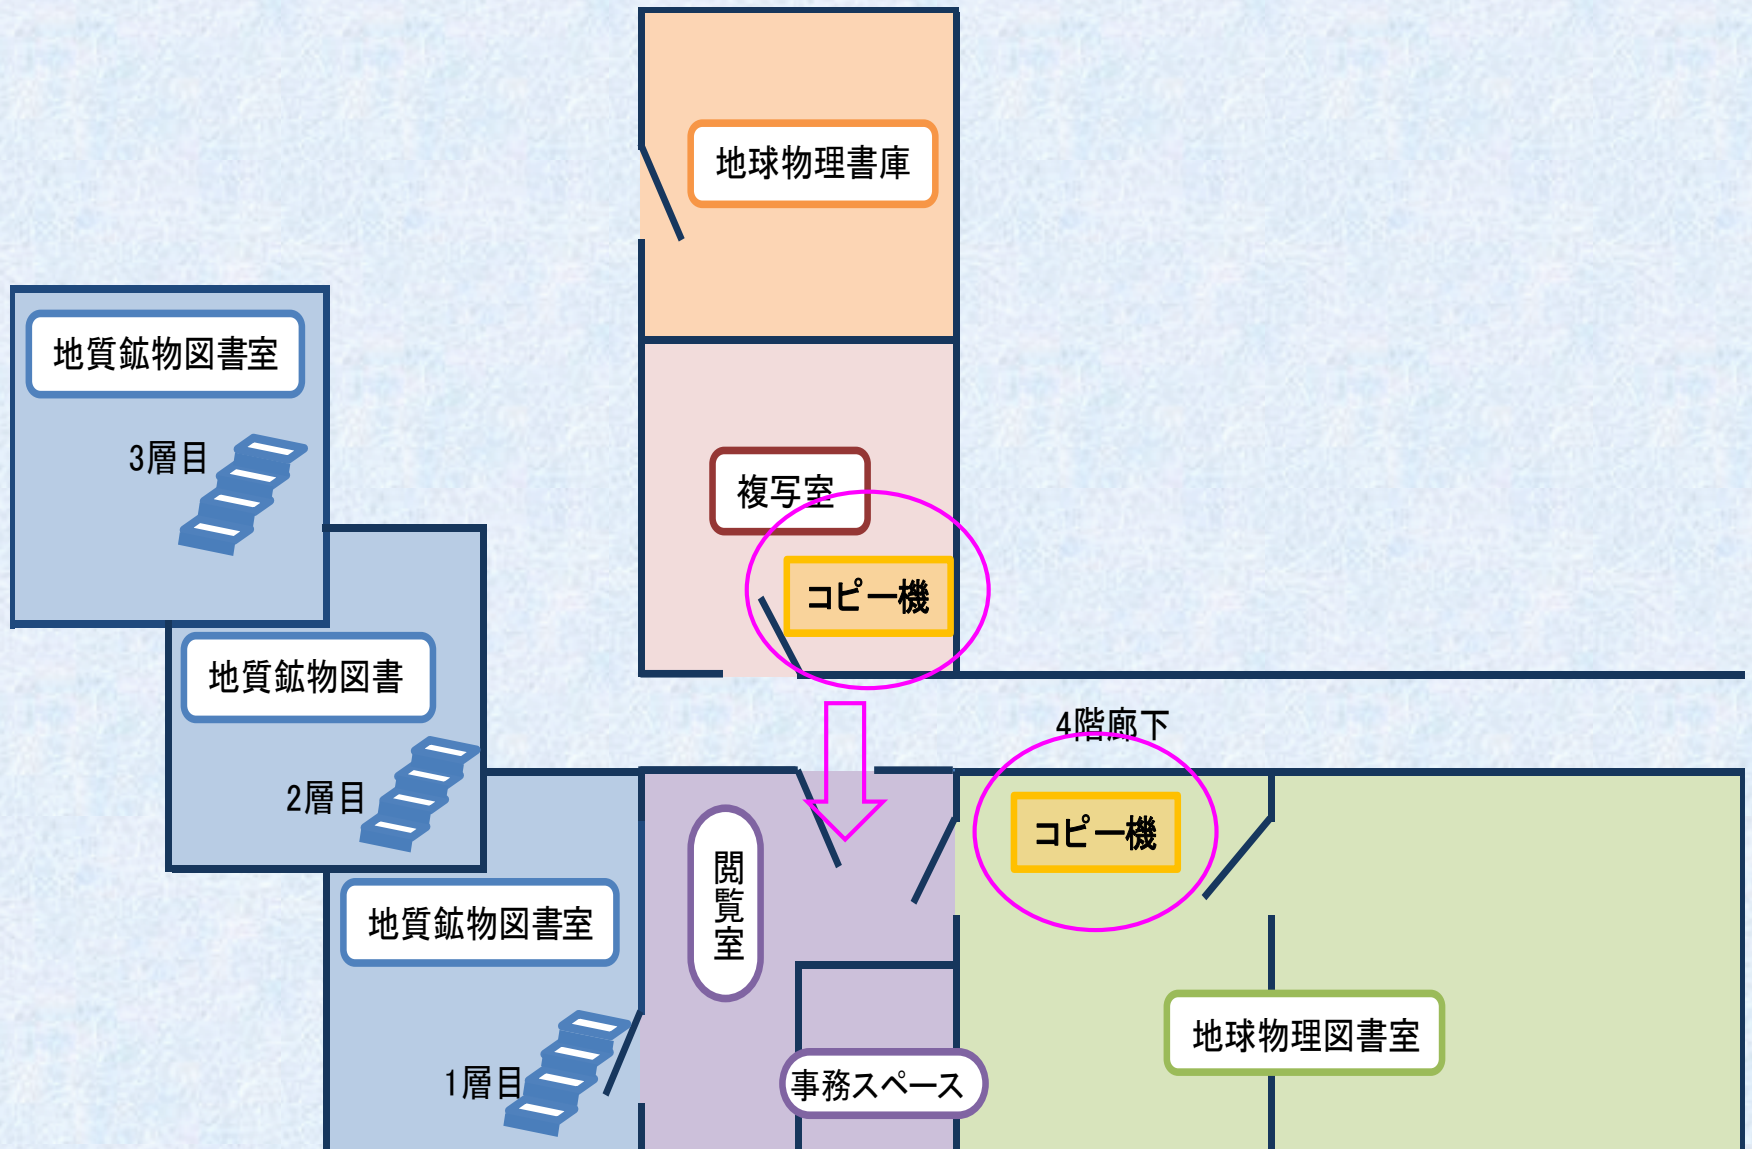 地球物理書庫
地質鉱物図書室
3層目
複写室
コピー機
地質鉱物図書
2層目
4階廊下
コピー機
閲覧室
地質鉱物図書室
1層目
地球物理図書室
事務スペース